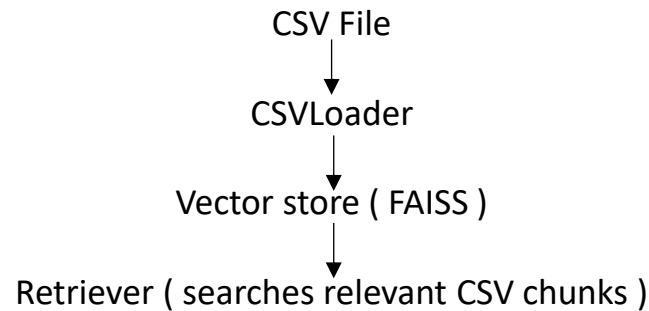 CSV File
CSVLoader
Vector store ( FAISS )
Retriever ( searches relevant CSV chunks )